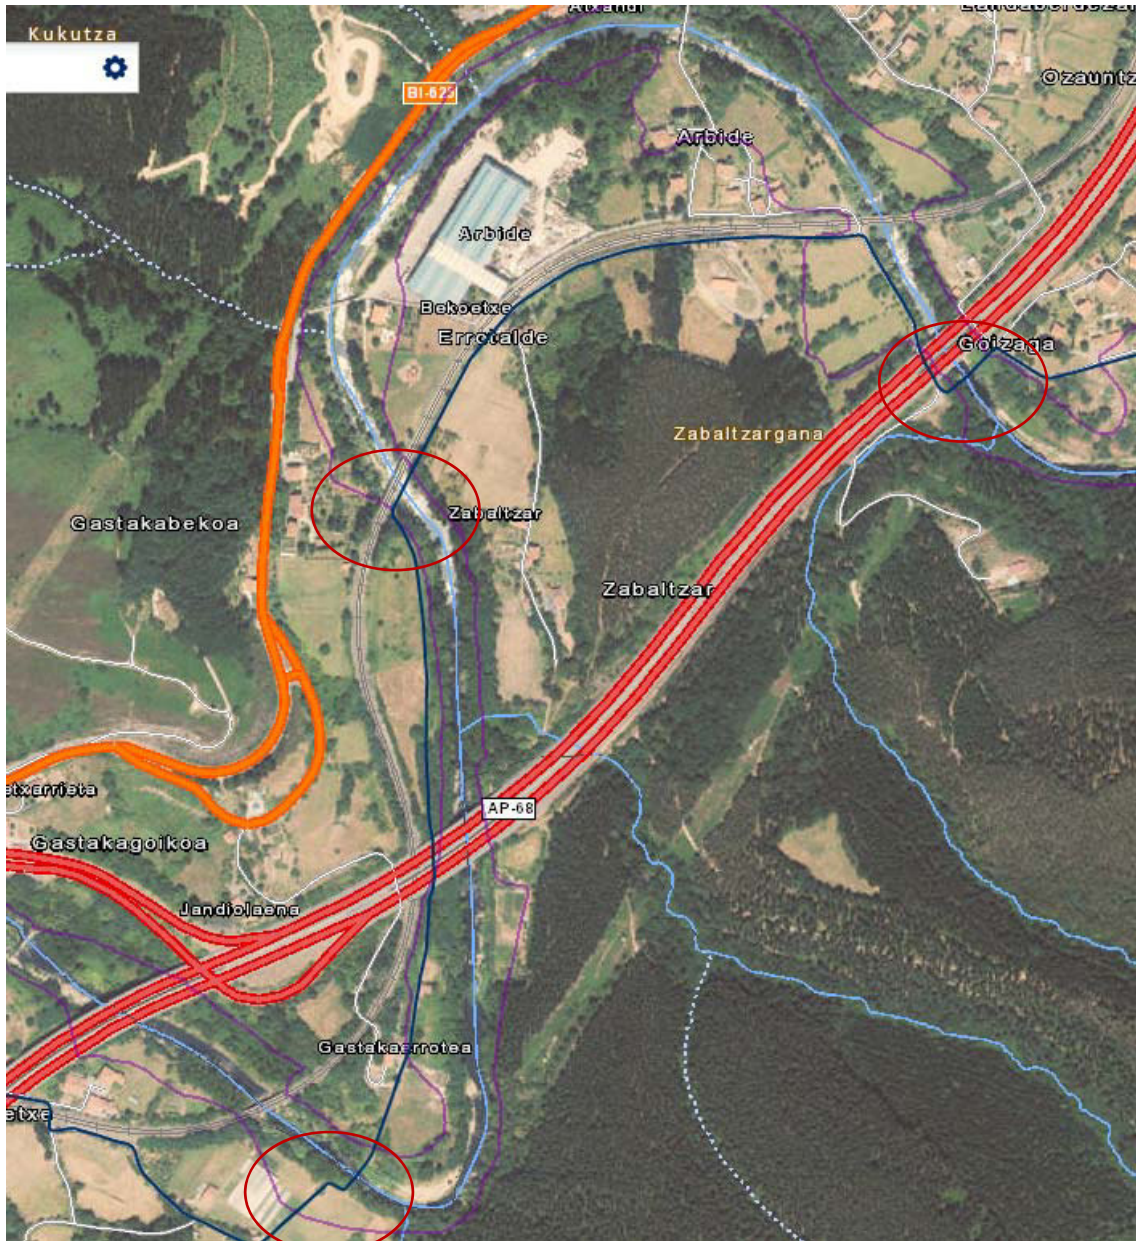 Atxandi
Kukutza
Ozauntz
BI-625
Arbide
Arbide
Bekoetxe
Errotalde
Goizaga
Zabaltzargana
Zabaltzar
Gastakabekoa
Zabaltzar
etxarrieta
AP-68
Gastakagoikoa
Jandiolaena
Gastakaerrotea
etxe